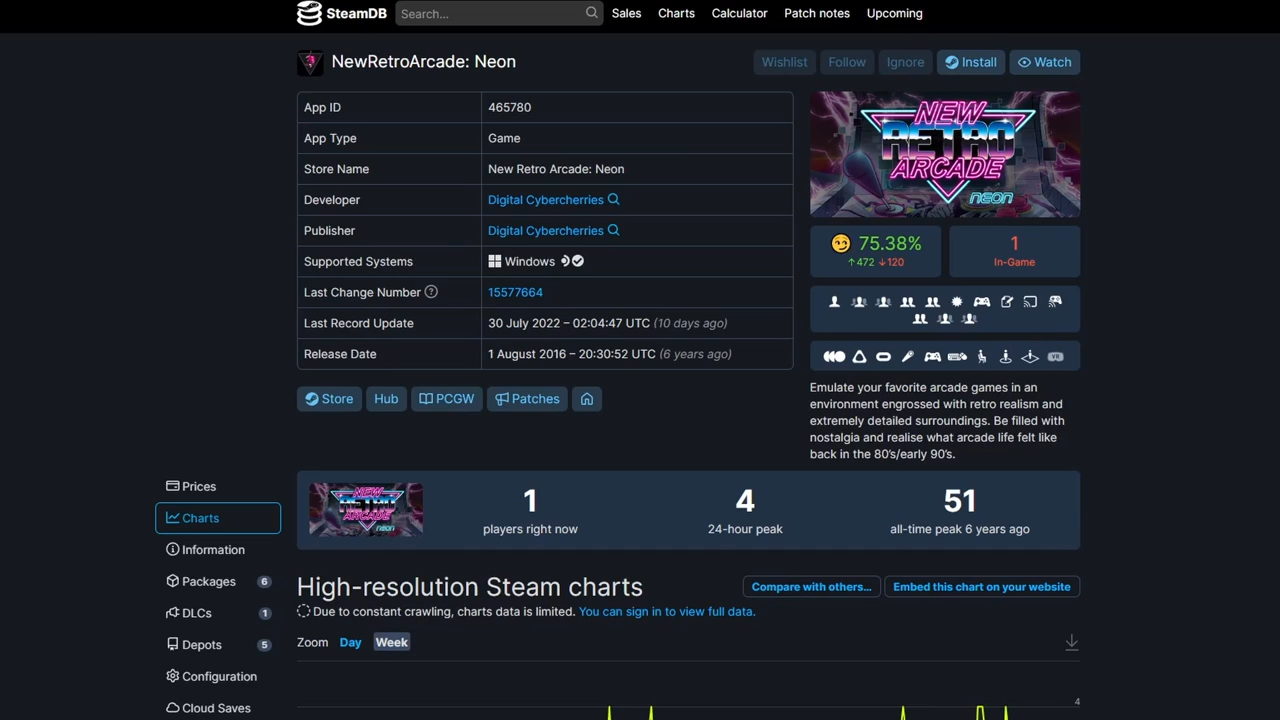 SteamDB
Search...
Sales
Charts
Calculator
Patch notes
Upcoming
NewRetroArcade: Neon
Wishlist
Follow
Ignore
Install
Watch
App ID 465780
App Type Game
Store Name New Retro Arcade: Neon
Developer Digital Cybercherries
Publisher Digital Cybercherries
Supported Systems Windows
Last Change Number 15577664
Last Record Update 30 July 2022 – 02:04:47 UTC (10 days ago)
Release Date 1 August 2016 – 20:30:52 UTC (6 years ago)
NEW
RETRO
ARCADE
neon
75.38%
↑472 ↓120
1
In-Game
Store
Hub
PCGW
Patches
Emulate your favorite arcade games in an
environment engrossed with retro realism and
extremely detailed surroundings. Be filled with
nostalgia and realise what arcade life felt like
back in the 80's/early 90's.
Prices
Charts
Information
Packages 6
DLCs 1
Depots 5
Configuration
Cloud Saves
NEW
RETRO
ARCADE
neon
1
players right now
4
24-hour peak
51
all-time peak 6 years ago
High-resolution Steam charts
Compare with others...
Embed this chart on your website
Due to constant crawling, charts data is limited. You can sign in to view full data.
Zoom Day Week
4